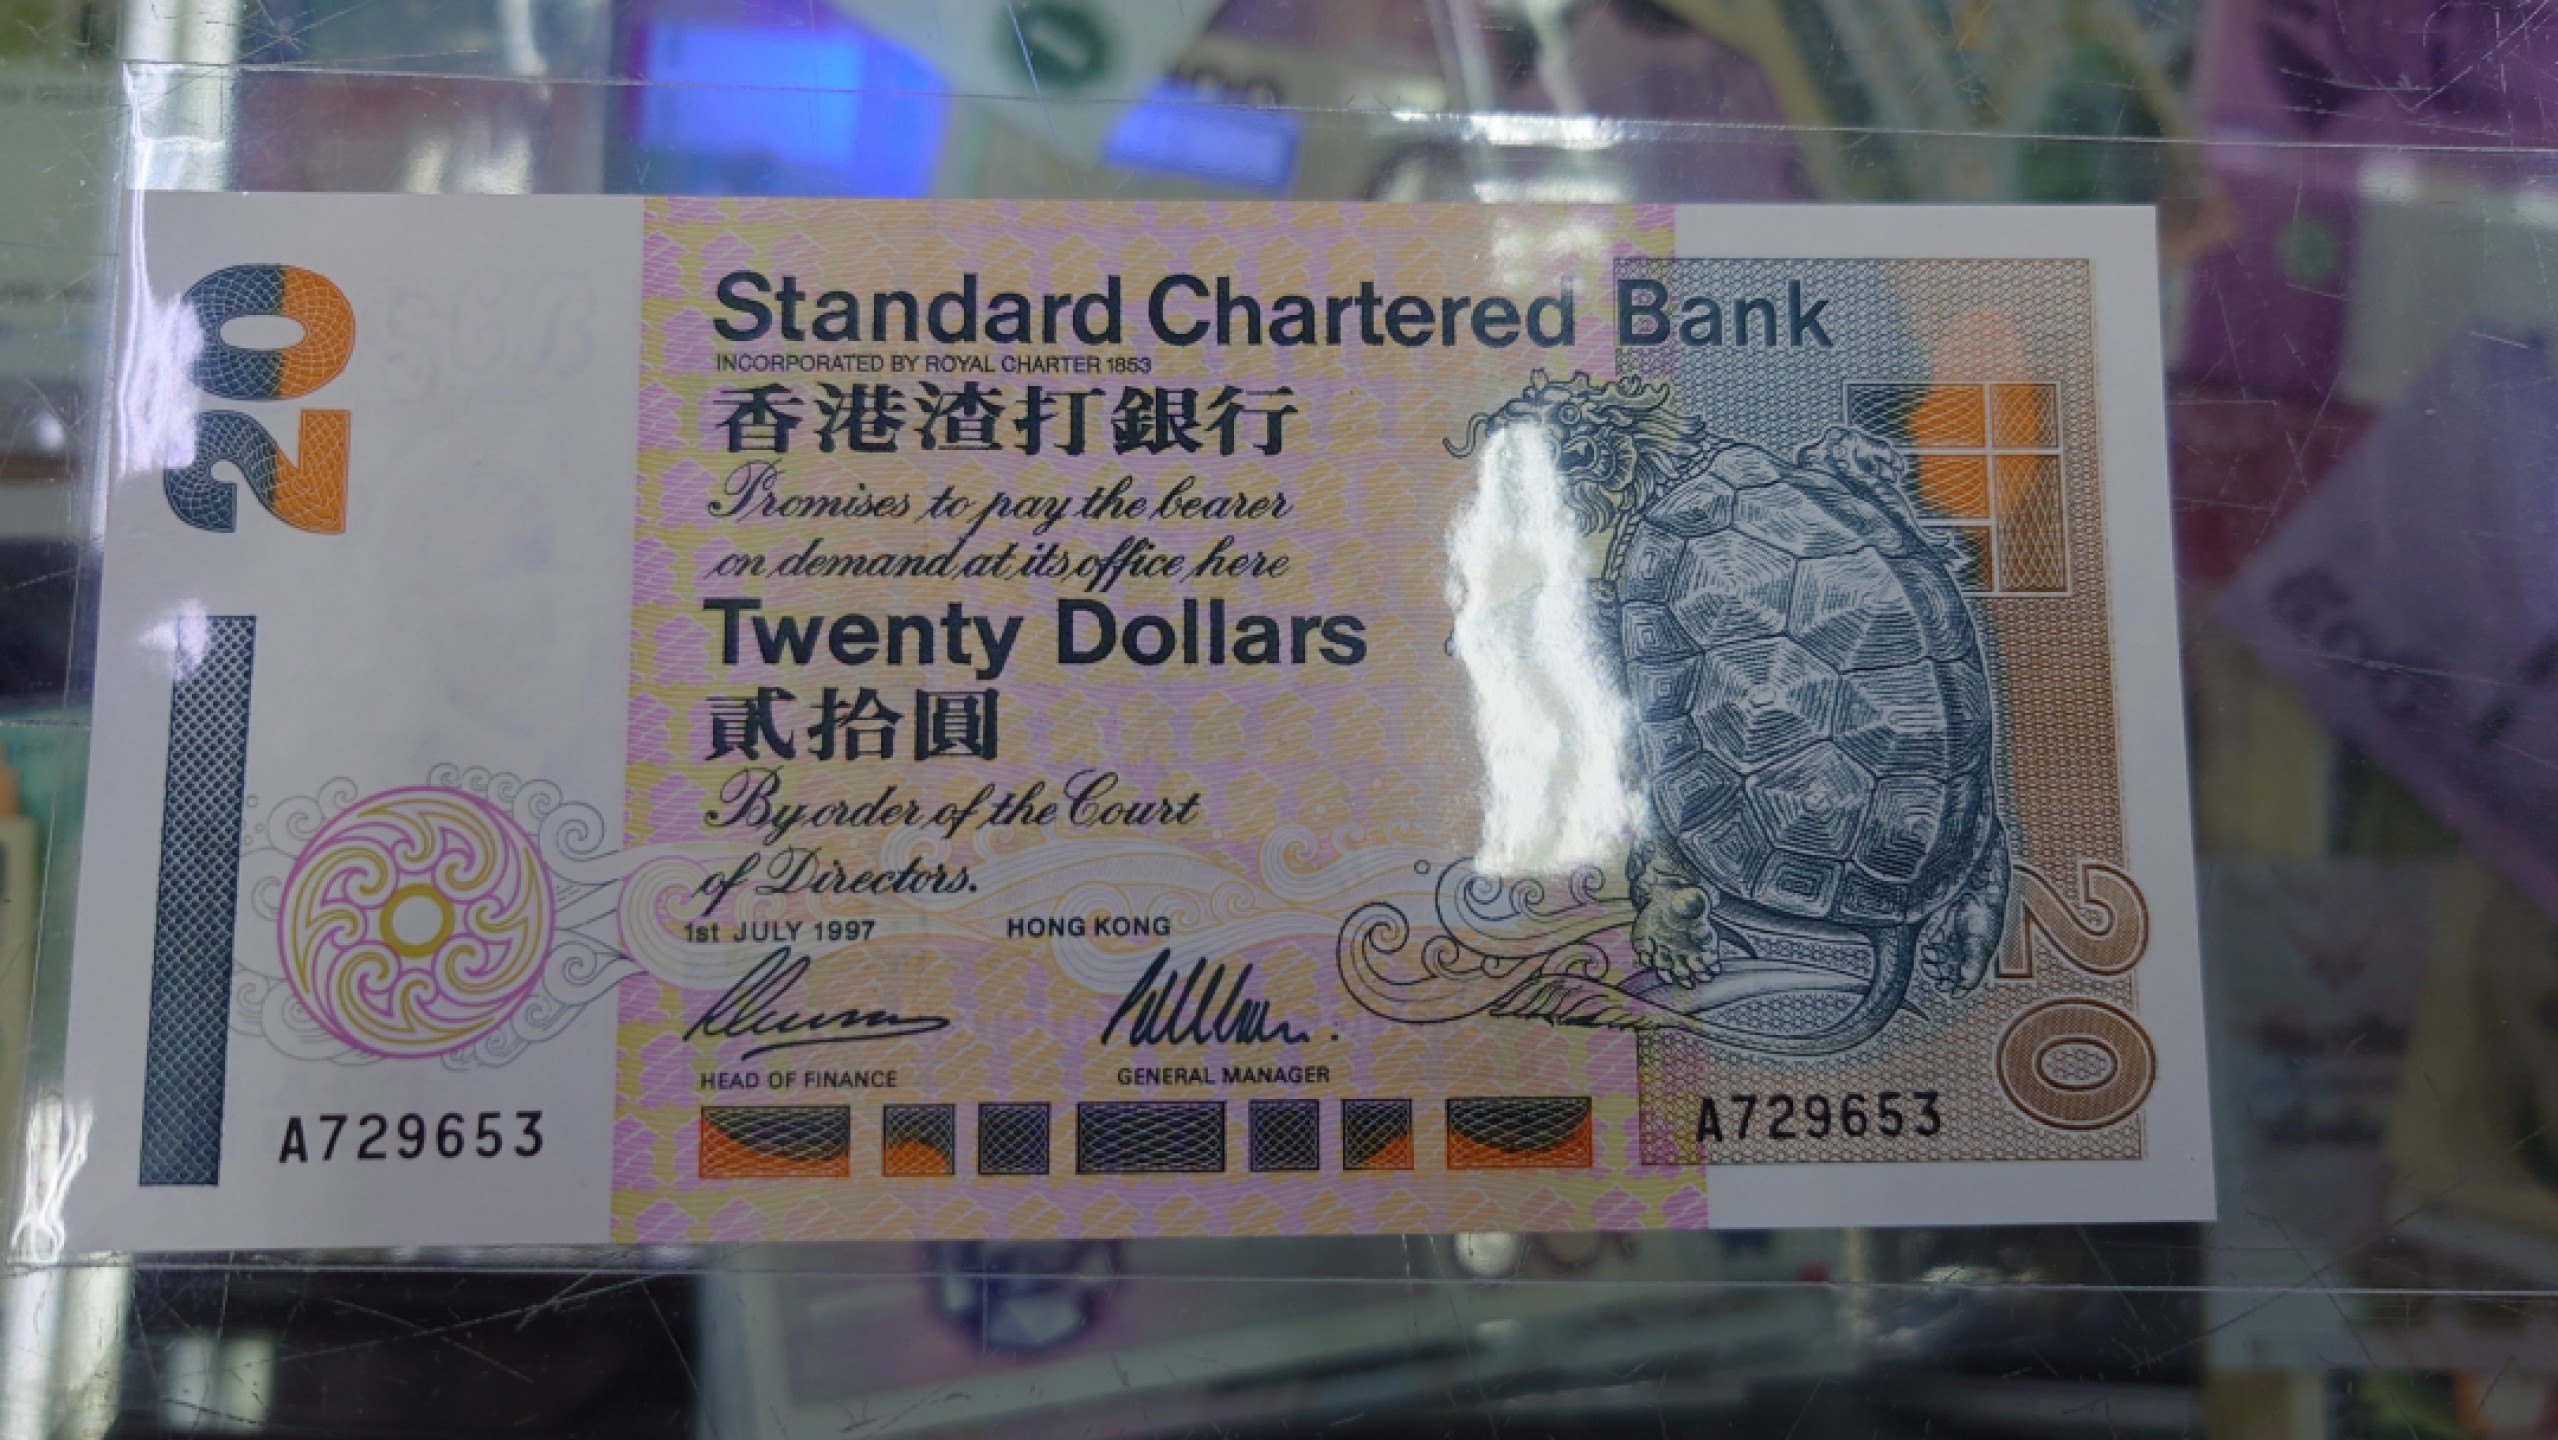 20
Standard Chartered Bank
INCORPORATED BY ROYAL CHARTER 1853
香港渣打銀行
Promises to pay the bearer
on demand at its office here
Twenty Dollars
貳拾圓
By order of the Court
of Directors.
1st JULY 1997 HONG KONG
HEAD OF FINANCE GENERAL MANAGER
A729653
A729653
20